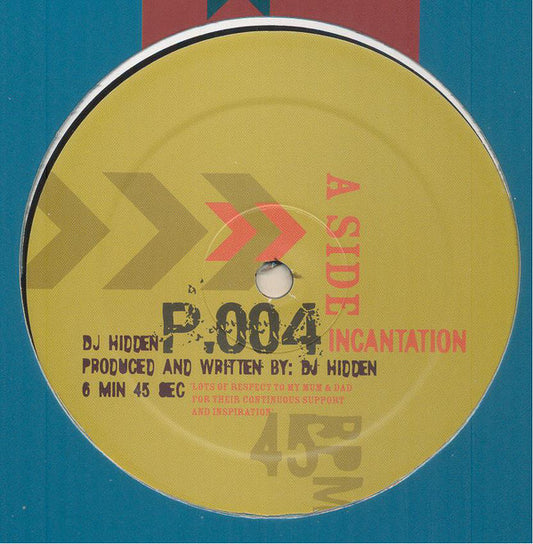 A SIDE
P.004
INCANTATION
DJ HIDDEN
PRODUCED AND WRITTEN BY: DJ HIDDEN
6 MIN 45 SEC
"LOTS OF RESPECT TO MY MUM & DAD
FOR THEIR CONTINUOUS SUPPORT
AND INSPIRATION"
45
RPM